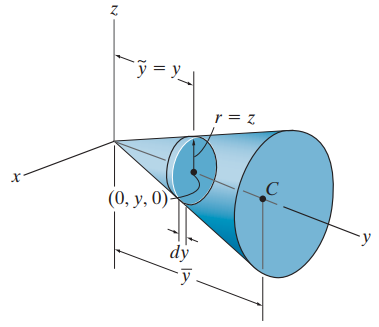 z
ỹ = y
r = z
x
(0, y, 0)
C
y
dy
y̅